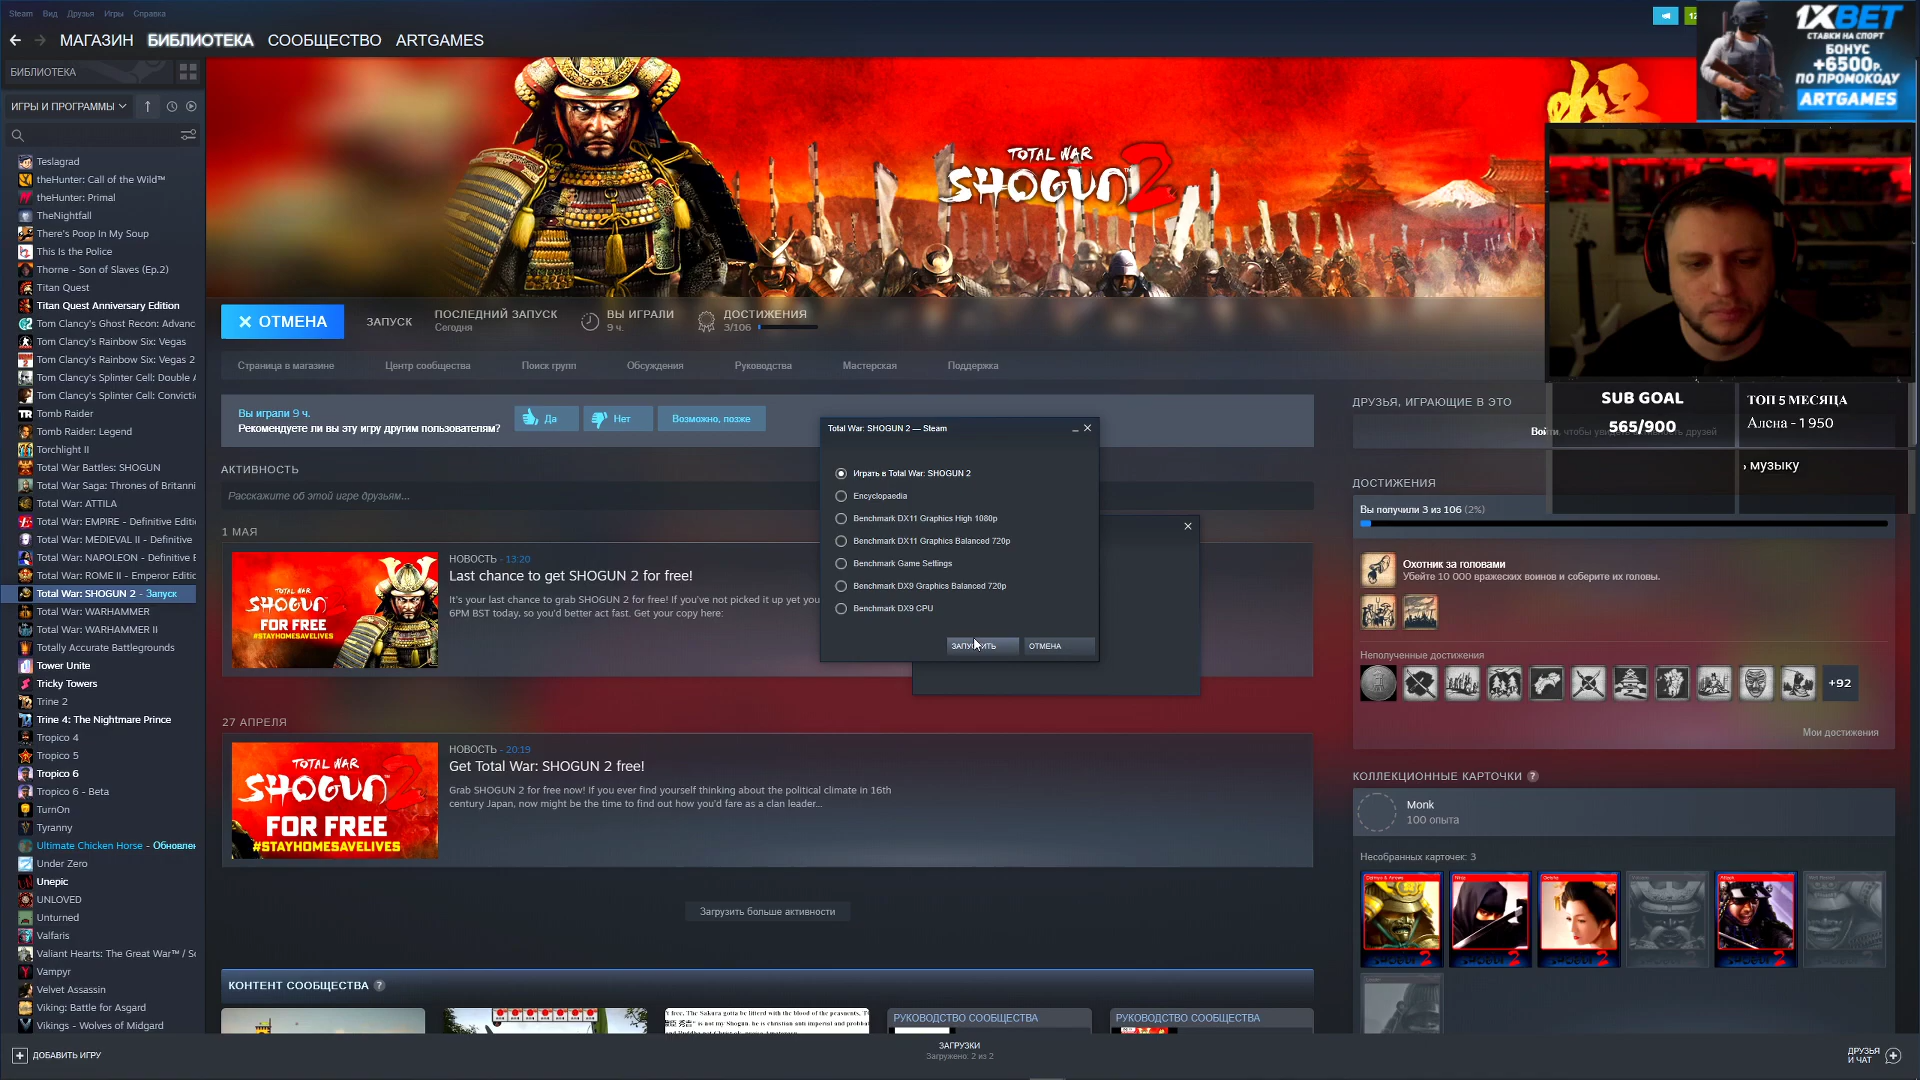 Steam Вид Друзья Игры Справка
МАГАЗИН БИБЛИОТЕКА СООБЩЕСТВО ARTGAMES
БИБЛИОТЕКА
ИГРЫ И ПРОГРАММЫ
Teslagrad
theHunter: Call of the Wild™
theHunter: Primal
TheNightfall
There's Poop In My Soup
This Is the Police
Thorne - Son of Slaves (Ep.2)
Titan Quest
Titan Quest Anniversary Edition
Tom Clancy's Ghost Recon: Advanc
Tom Clancy's Rainbow Six: Vegas
Tom Clancy's Rainbow Six: Vegas 2
Tom Clancy's Splinter Cell: Double A
Tom Clancy's Splinter Cell: Convicti
Tomb Raider
Tomb Raider: Legend
Torchlight II
Total War Battles: SHOGUN
Total War Saga: Thrones of Britanni
Total War: ATTILA
Total War: EMPIRE - Definitive Editi
Total War: MEDIEVAL II - Definitive
Total War: NAPOLEON - Definitive E
Total War: ROME II - Emperor Editic
Total War: SHOGUN 2 - Запуск
Total War: WARHAMMER
Total War: WARHAMMER II
Totally Accurate Battlegrounds
Tower Unite
Tricky Towers
Trine 2
Trine 4: The Nightmare Prince
Tropico 4
Tropico 5
Tropico 6
Tropico 6 - Beta
TurnOn
Tyranny
Ultimate Chicken Horse - Обновлен
Under Zero
Unepic
UNLOVED
Unturned
Valfaris
Valiant Hearts: The Great War™ / So
Vampyr
Velvet Assassin
Viking: Battle for Asgard
Vikings - Wolves of Midgard
ДОБАВИТЬ ИГРУ
TOTAL WAR
SHOGUN 2
ОТМЕНА
ЗАПУСК
ПОСЛЕДНИЙ ЗАПУСК
Сегодня
ВЫ ИГРАЛИ
9 ч.
ДОСТИЖЕНИЯ
3/106
Страница в магазине Центр сообщества Поиск групп Обсуждения Руководства Мастерская Поддержка
Вы играли 9 ч.
Рекомендуете ли вы эту игру другим пользователям?
Да Нет Возможно, позже
АКТИВНОСТЬ
Расскажите об этой игре друзьям...
1 МАЯ
TOTAL WAR
SHOGUN 2
FOR FREE
#STAYHOMESAVELIVES
НОВОСТЬ - 13:20
Last chance to get SHOGUN 2 for free!
It's your last chance to grab SHOGUN 2 for free! If you've not picked it up yet you
6PM BST today, so you'd better act fast. Get your copy here:
27 АПРЕЛЯ
TOTAL WAR
SHOGUN 2
FOR FREE
#STAYHOMESAVELIVES
НОВОСТЬ - 20:19
Get Total War: SHOGUN 2 free!
Grab SHOGUN 2 for free now! If you ever find yourself thinking about the political climate in 16th
century Japan, now might be the time to find out how you'd fare as a clan leader...
Загрузить больше активности
КОНТЕНТ СООБЩЕСТВА ?
РУКОВОДСТВО СООБЩЕСТВА
РУКОВОДСТВО СООБЩЕСТВА
ЗАГРУЗКИ
Загружено: 2 из 2
Total War: SHOGUN 2 — Steam
Играть в Total War: SHOGUN 2
Encyclopaedia
Benchmark DX11 Graphics High 1080p
Benchmark DX11 Graphics Balanced 720p
Benchmark Game Settings
Benchmark DX9 Graphics Balanced 720p
Benchmark DX9 CPU
ЗАПУСТИТЬ ОТМЕНА
1XBET
СТАВКИ НА СПОРТ
БОНУС
+6500р.
ПО ПРОМОКОДУ
ARTGAMES
SUB GOAL
565/900
ТОП 5 МЕСЯЦА
Алена - 1 950
музыку
ДРУЗЬЯ, ИГРАЮЩИЕ В ЭТО
Войти, чтобы увидеть активность друзей
ДОСТИЖЕНИЯ
Вы получили 3 из 106 (2%)
Охотник за головами
Убейте 10 000 вражеских воинов и соберите их головы.
Неполученные достижения
+92
Мои достижения
КОЛЛЕКЦИОННЫЕ КАРТОЧКИ ?
Monk
100 опыта
Несобранных карточек: 3
ДРУЗЬЯ
И ЧАТ